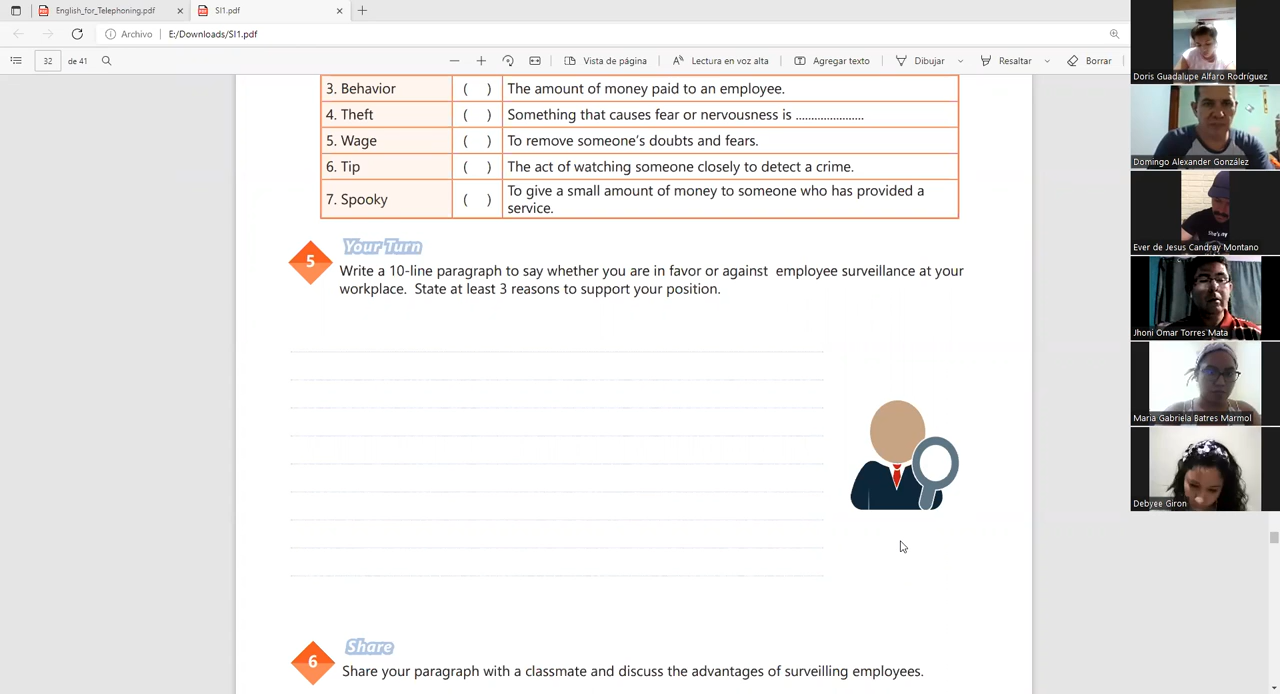 English_for_Telephoning.pdf
SI1.pdf
Archivo
E:/Downloads/SI1.pdf
32
de 41
Vista de página
Lectura en voz alta
Agregar texto
Dibujar
Resaltar
Borrar
3. Behavior ( ) The amount of money paid to an employee.
4. Theft ( ) Something that causes fear or nervousness is .....................
5. Wage ( ) To remove someone's doubts and fears.
6. Tip ( ) The act of watching someone closely to detect a crime.
7. Spooky ( ) To give a small amount of money to someone who has provided a
service.
5
Your Turn
Write a 10-line paragraph to say whether you are in favor or against employee surveillance at your
workplace. State at least 3 reasons to support your position.
6
Share
Share your paragraph with a classmate and discuss the advantages of surveilling employees.
Doris Guadalupe Alfaro Rodríguez
Domingo Alexander González
Ever de Jesus Candray Montano
Jhoni Omar Torres Mata
Maria Gabriela Batres Marmol
Debyee Giron